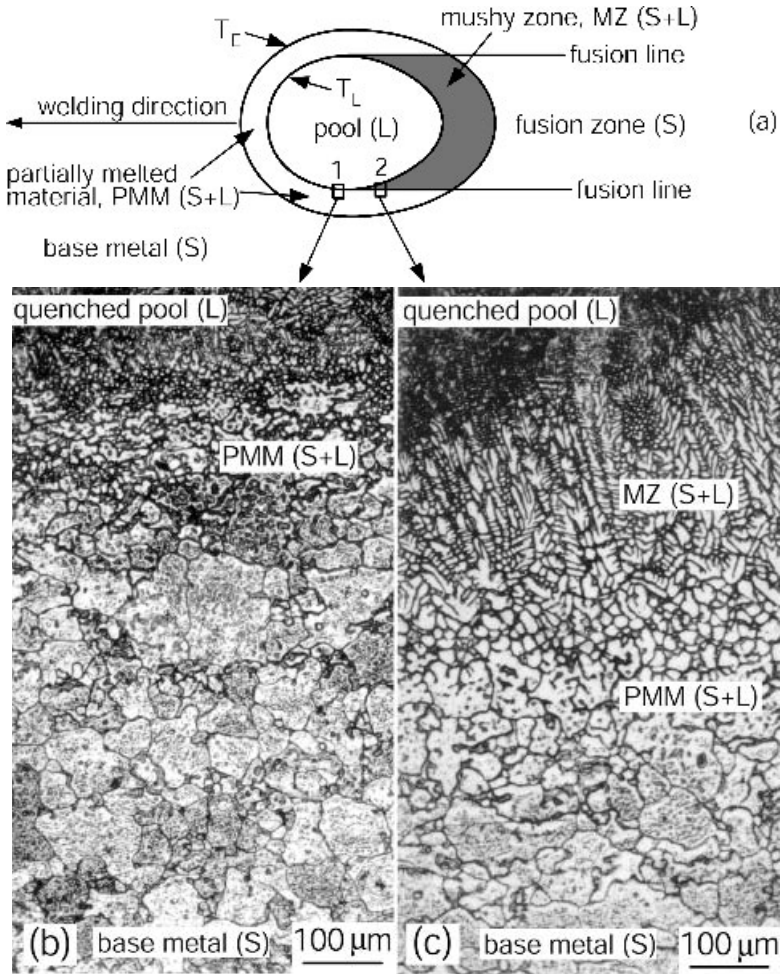 mushy zone, MZ (S+L)
T_E
fusion line
T_L
welding direction
pool (L)
fusion zone (S)
(a)
partially melted
material, PMM (S+L)
1
2
fusion line
base metal (S)
quenched pool (L)
PMM (S+L)
(b)
base metal (S)
100 μm
quenched pool (L)
MZ (S+L)
PMM (S+L)
(c)
base metal (S)
100 μm